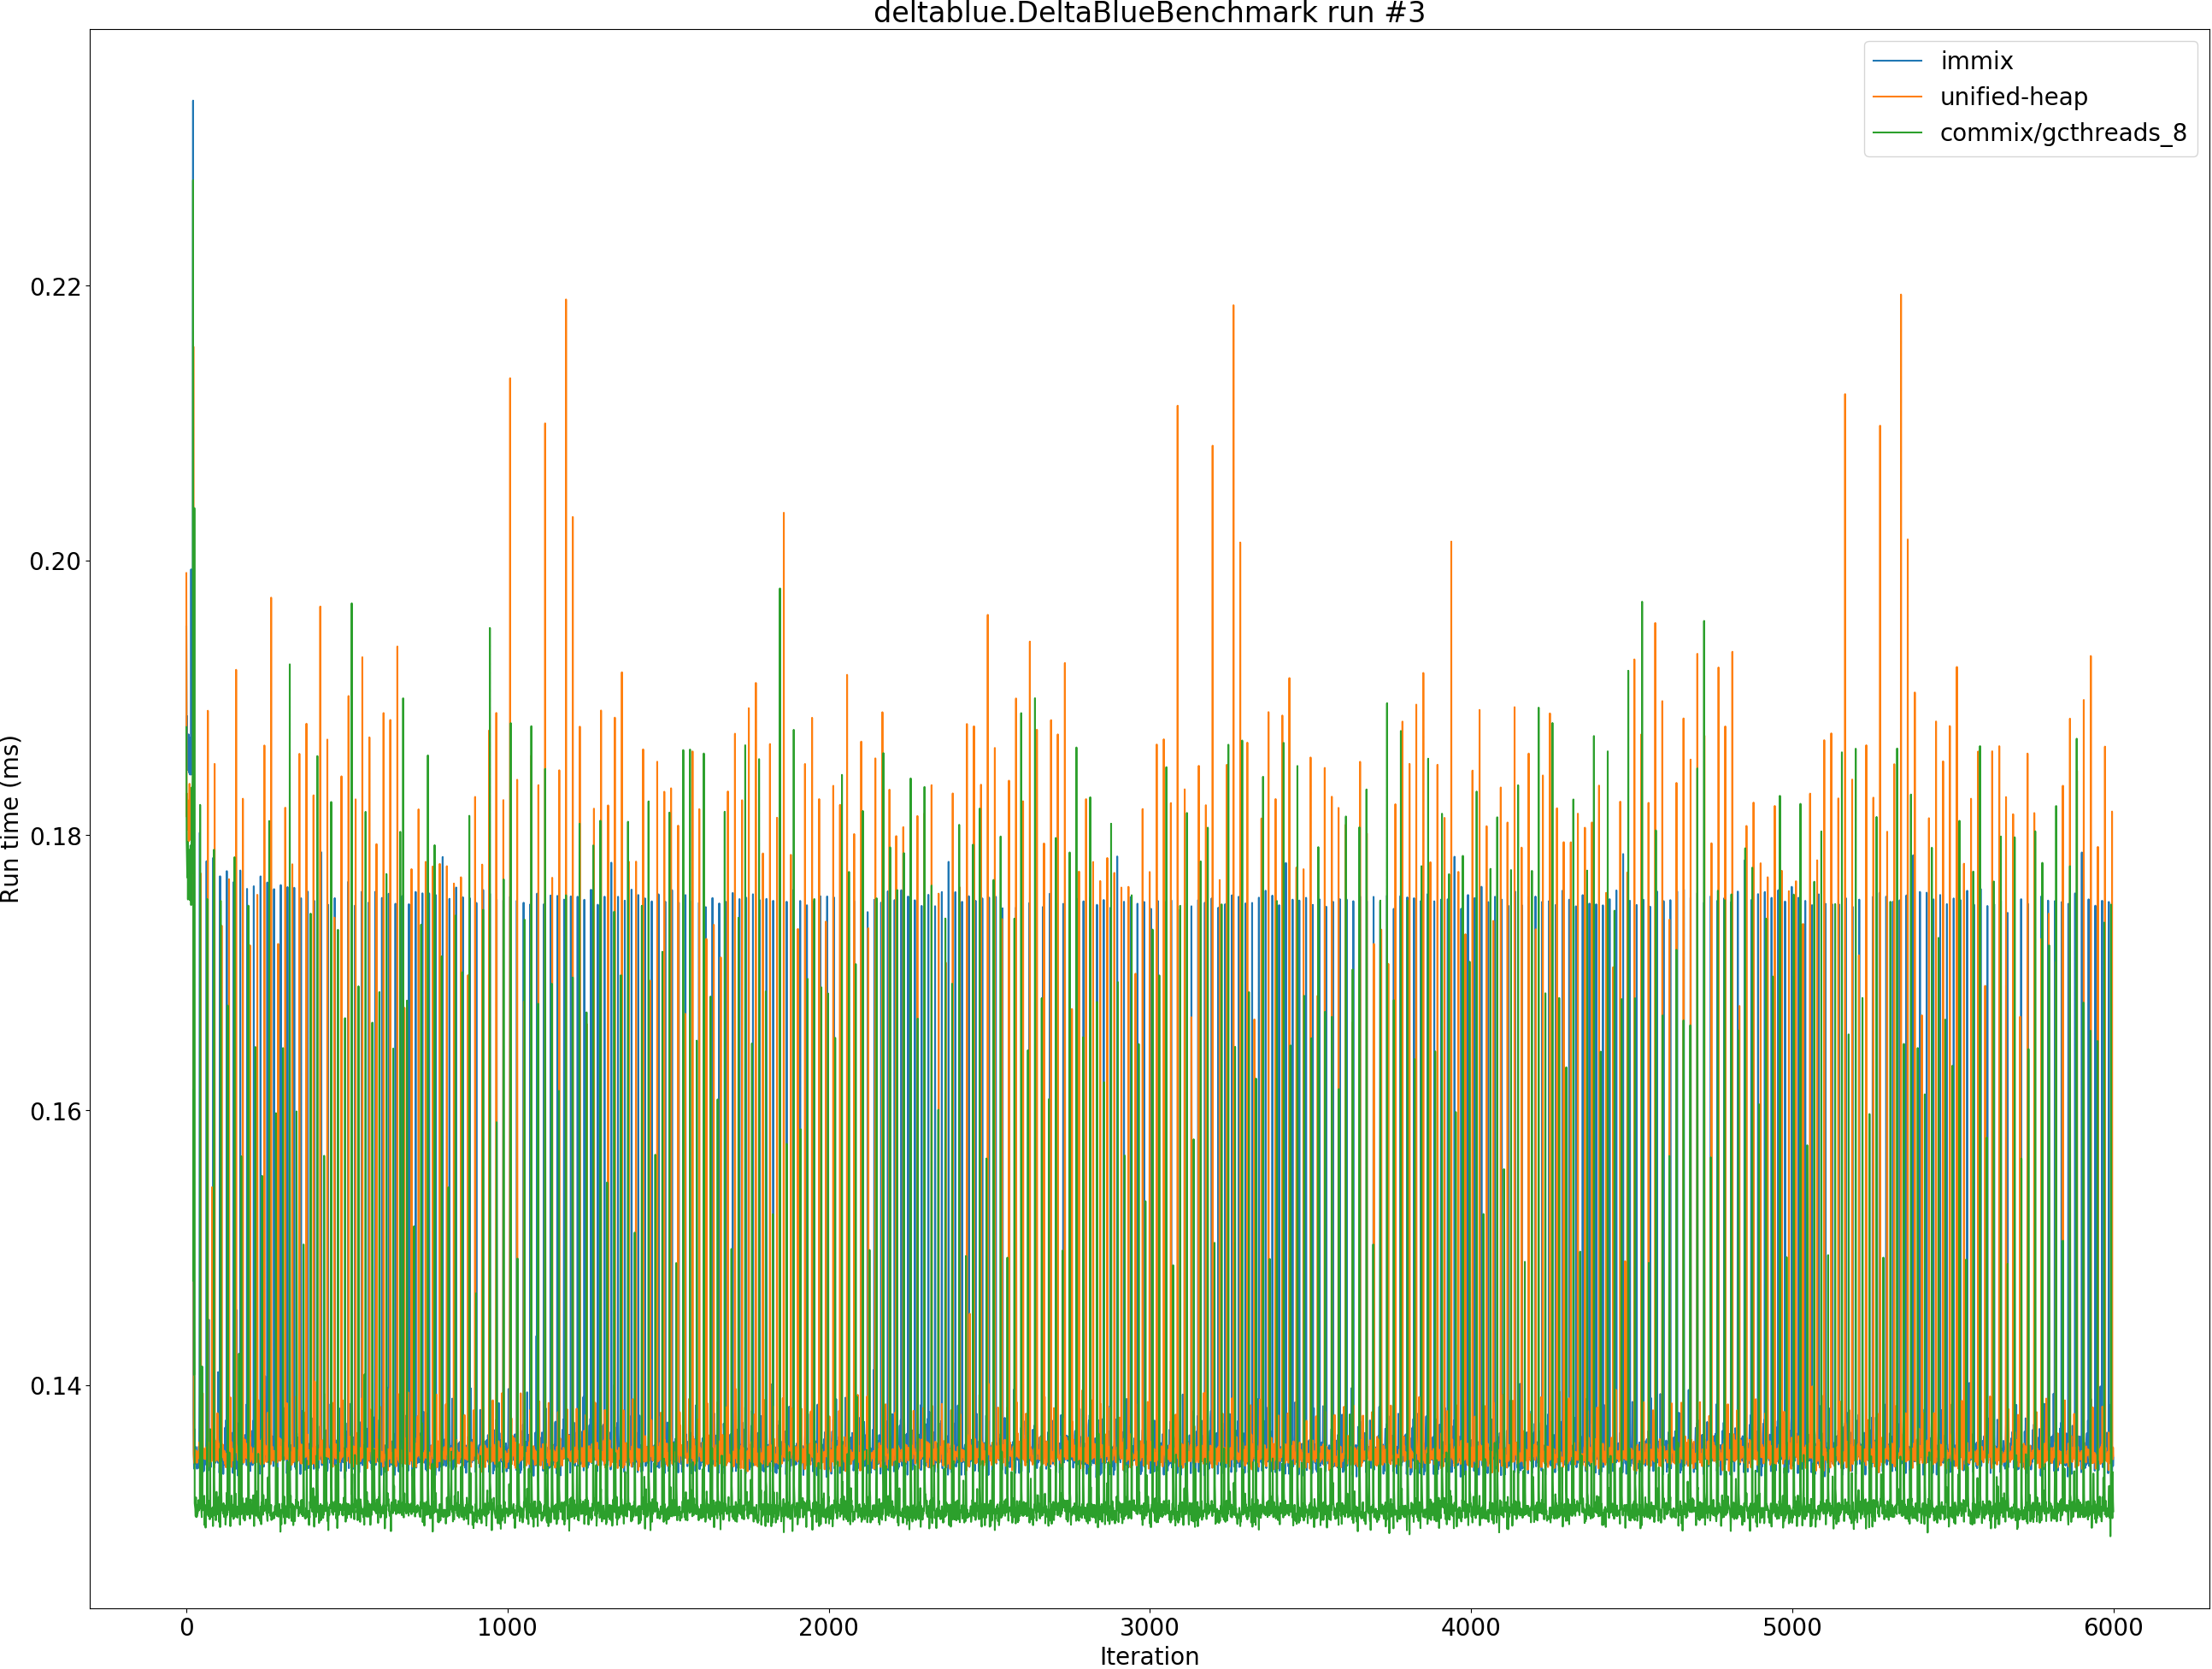 deltablue.DeltaBlueBenchmark run #3
immix
unified-heap
commix/gcthreads_8
Run time (ms)
0.22
0.20
0.18
0.16
0.14
0
1000
2000
3000
4000
5000
6000
Iteration